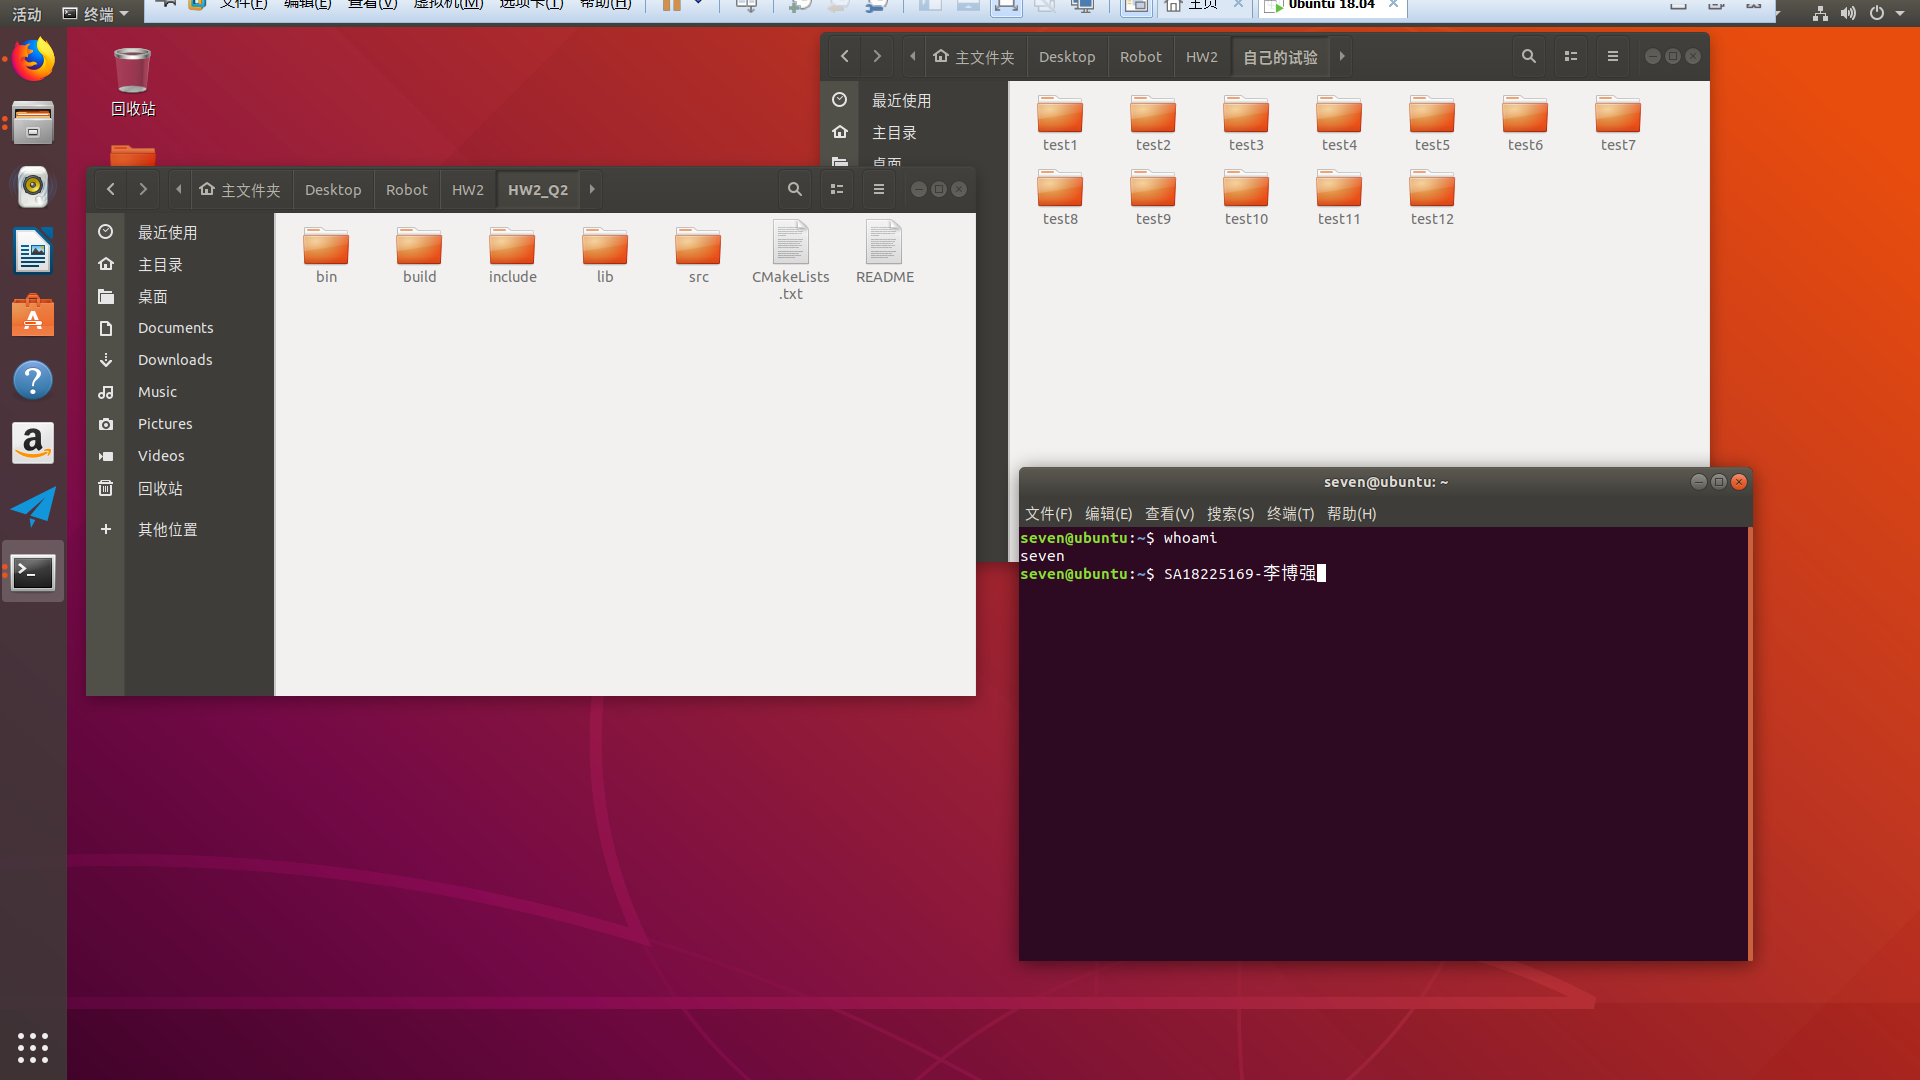 活动 终端 文件(F) 编辑(E) 查看(V) 虚拟机(M) 选项卡(T) 帮助(H) 主页 Ubuntu 18.04
回收站
主文件夹 Desktop Robot HW2 自己的试验
最近使用
主目录
桌面
test1 test2 test3 test4 test5 test6 test7
test8 test9 test10 test11 test12
主文件夹 Desktop Robot HW2 HW2_Q2
最近使用
主目录
桌面
Documents
Downloads
Music
Pictures
Videos
回收站
其他位置
bin build include lib src CMakeLists README
.txt
seven@ubuntu: ~
文件(F) 编辑(E) 查看(V) 搜索(S) 终端(T) 帮助(H)
seven@ubuntu:~$ whoami
seven
seven@ubuntu:~$ SA18225169-李博强